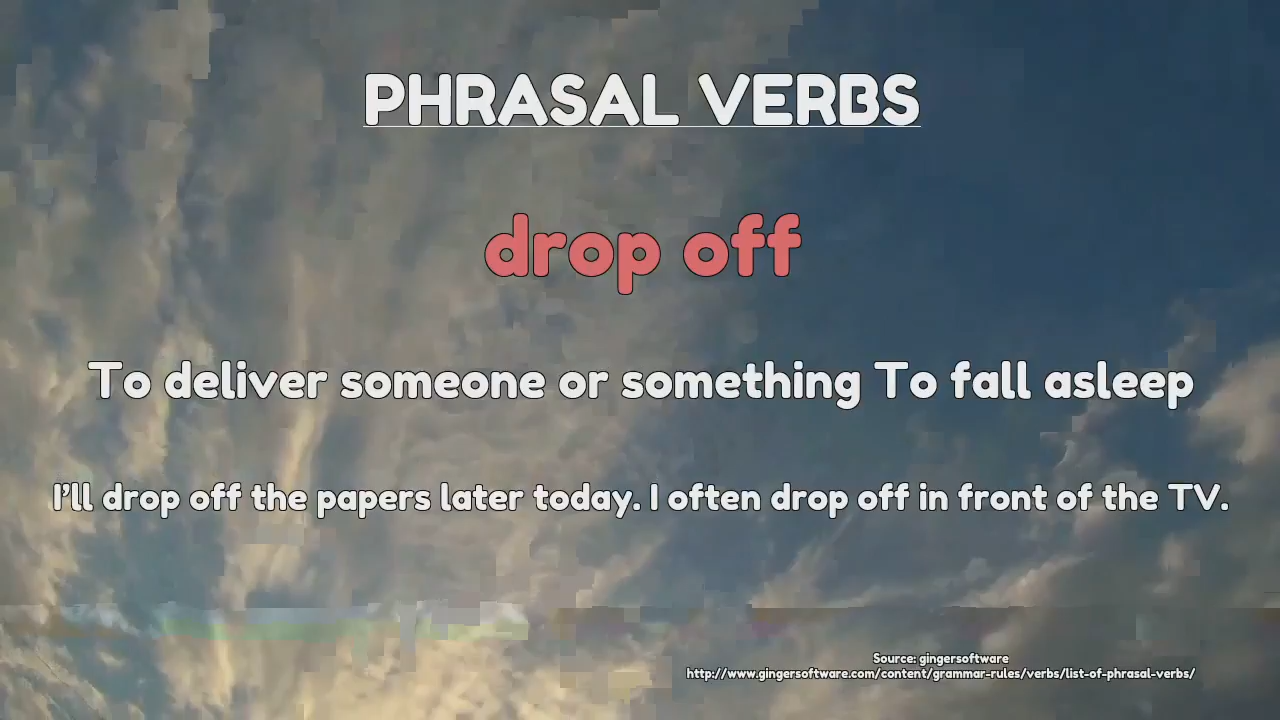 PHRASAL VERBS
drop off
To deliver someone or something To fall asleep
I'll drop off the papers later today. I often drop off in front of the TV.
Source: gingersoftware
http://www.gingersoftware.com/content/grammar-rules/verbs/list-of-phrasal-verbs/